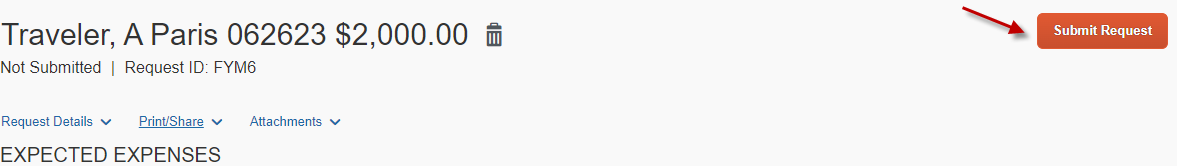 Traveler, A Paris 062623 $2,000.00
Submit Request
Not Submitted | Request ID: FYM6
Request Details Print/Share Attachments
EXPECTED EXPENSES